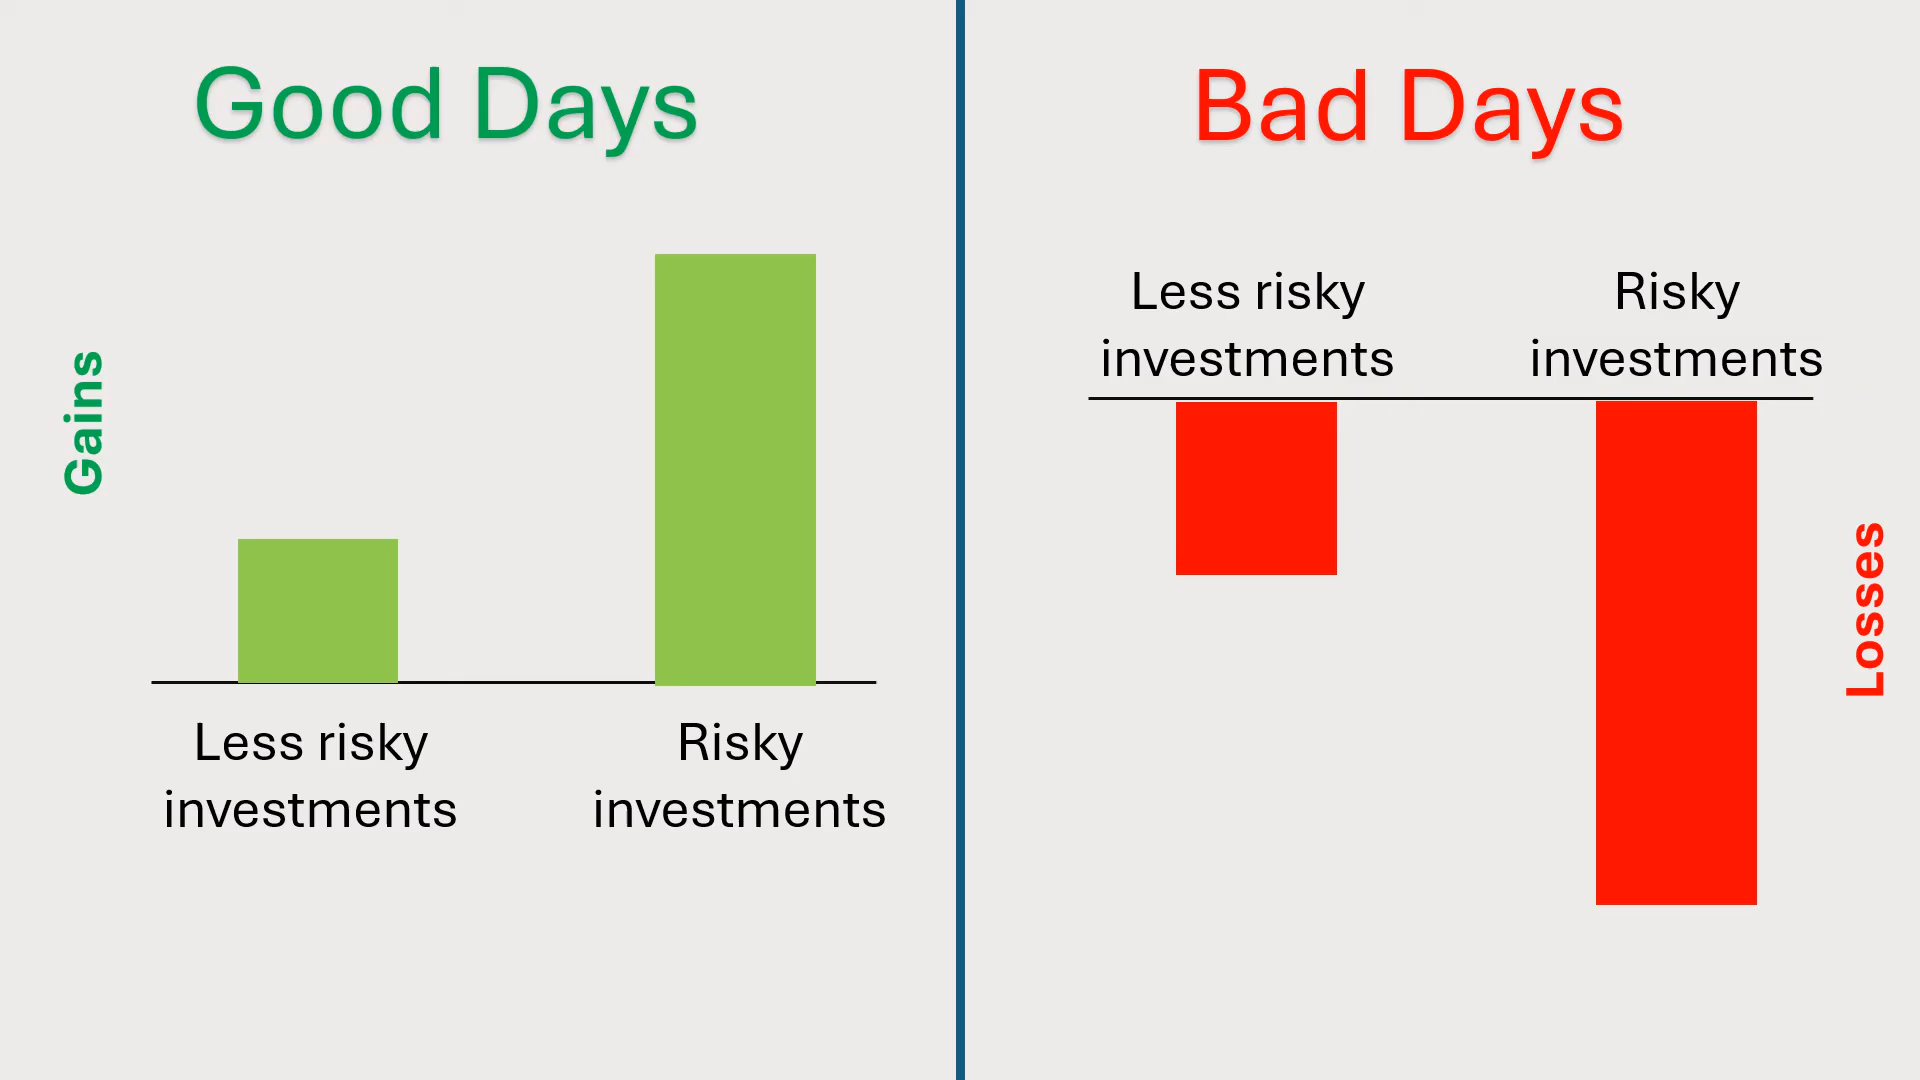 Good Days
Gains
Less risky
investments
Risky
investments
Bad Days
Less risky
investments
Risky
investments
Losses